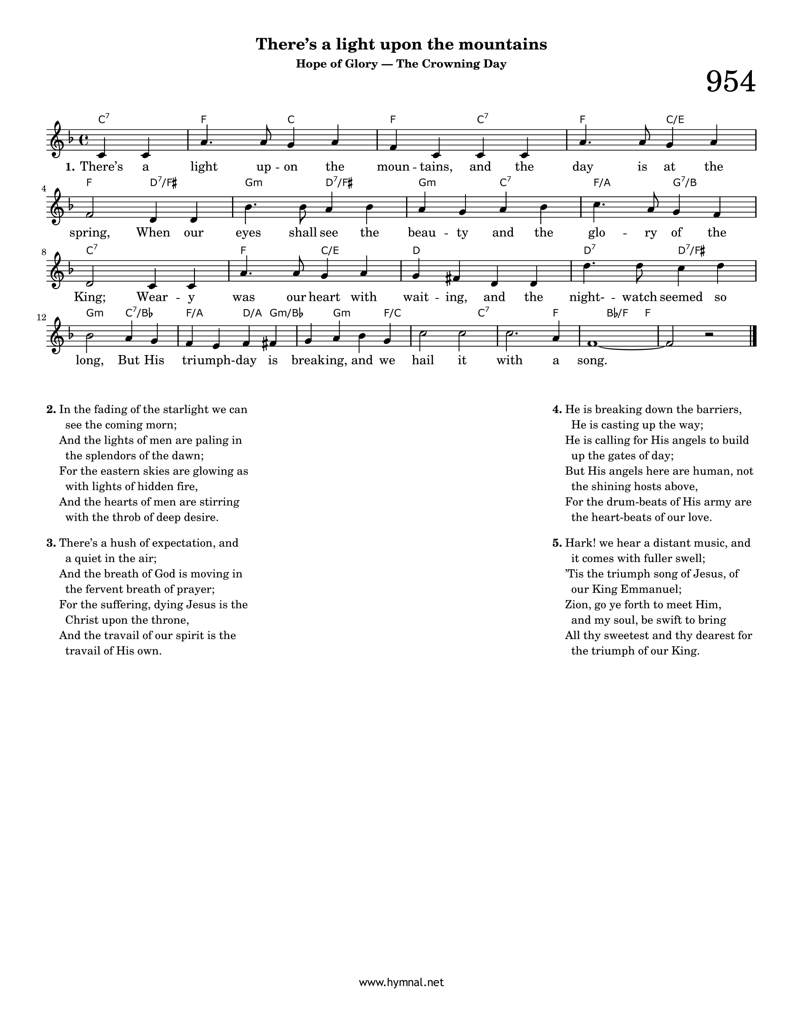 There's a light upon the mountains
Hope of Glory — The Crowning Day
954
C7 F C F C7 F C/E
1. There's a light up - on the moun - tains, and the day is at the
4
F D7/F♯ Gm D7/F♯ Gm C7 F/A G7/B
spring, When our eyes shall see the beau - ty and the glo - ry of the
8
C7 F C/E D D7 D7/F♯
King; Wear - y was our heart with wait - ing, and the night- - watch seemed so
12
Gm C7/B♭ F/A D/A Gm/B♭ Gm F/C C7 F B♭/F F
long, But His triumph-day is breaking, and we hail it with a song.
2. In the fading of the starlight we can
see the coming morn;
And the lights of men are paling in
the splendors of the dawn;
For the eastern skies are glowing as
with lights of hidden fire,
And the hearts of men are stirring
with the throb of deep desire.
3. There's a hush of expectation, and
a quiet in the air;
And the breath of God is moving in
the fervent breath of prayer;
For the suffering, dying Jesus is the
Christ upon the throne,
And the travail of our spirit is the
travail of His own.
4. He is breaking down the barriers,
He is casting up the way;
He is calling for His angels to build
up the gates of day;
But His angels here are human, not
the shining hosts above,
For the drum-beats of His army are
the heart-beats of our love.
5. Hark! we hear a distant music, and
it comes with fuller swell;
'Tis the triumph song of Jesus, of
our King Emmanuel;
Zion, go ye forth to meet Him,
and my soul, be swift to bring
All thy sweetest and thy dearest for
the triumph of our King.
www.hymnal.net